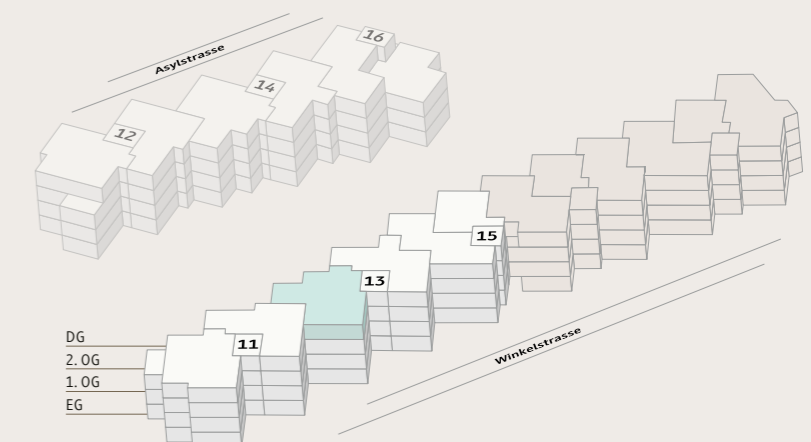 16
Asylstrasse
14
12
15
13
11
DG
2. OG
1. OG
EG
Winkelstrasse